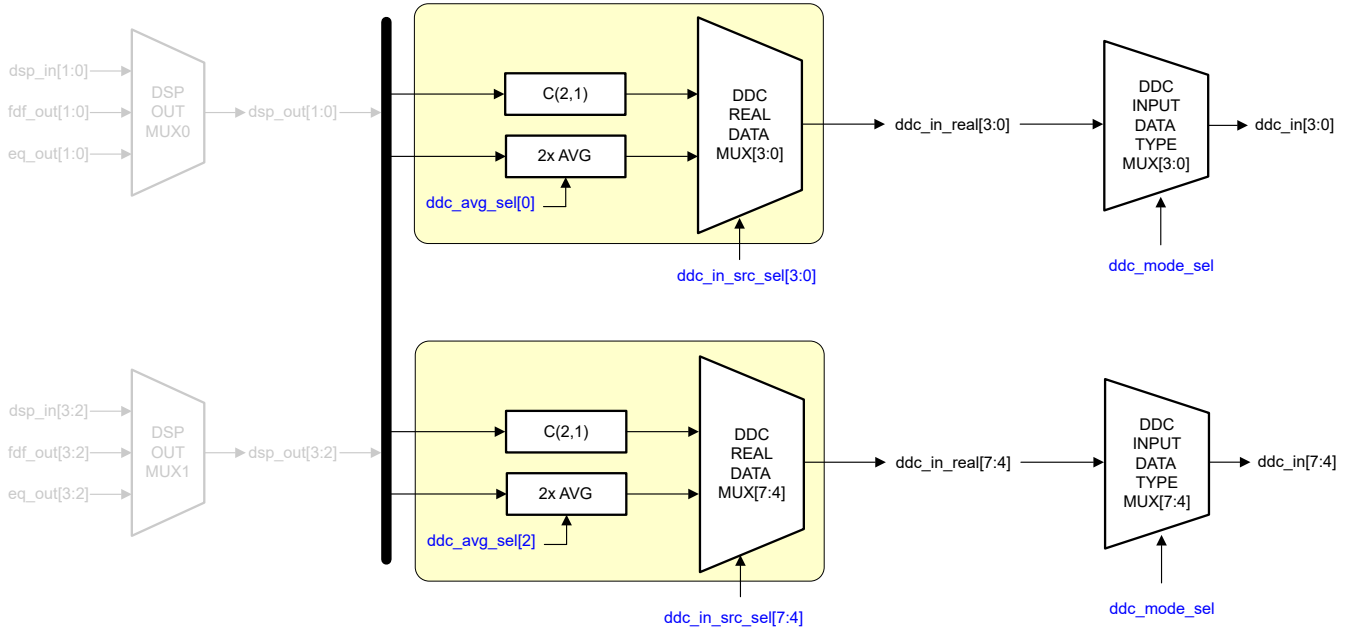 dsp_in[1:0]
fdf_out[1:0]
eq_out[1:0]
DSP
OUT
MUX0
dsp_out[1:0]
C(2,1)
2x AVG
ddc_avg_sel[0]
DDC
REAL
DATA
MUX[3:0]
ddc_in_src_sel[3:0]
ddc_in_real[3:0]
DDC
INPUT
DATA
TYPE
MUX[3:0]
ddc_mode_sel
ddc_in[3:0]
dsp_in[3:2]
fdf_out[3:2]
eq_out[3:2]
DSP
OUT
MUX1
dsp_out[3:2]
C(2,1)
2x AVG
ddc_avg_sel[2]
DDC
REAL
DATA
MUX[7:4]
ddc_in_src_sel[7:4]
ddc_in_real[7:4]
DDC
INPUT
DATA
TYPE
MUX[7:4]
ddc_mode_sel
ddc_in[7:4]